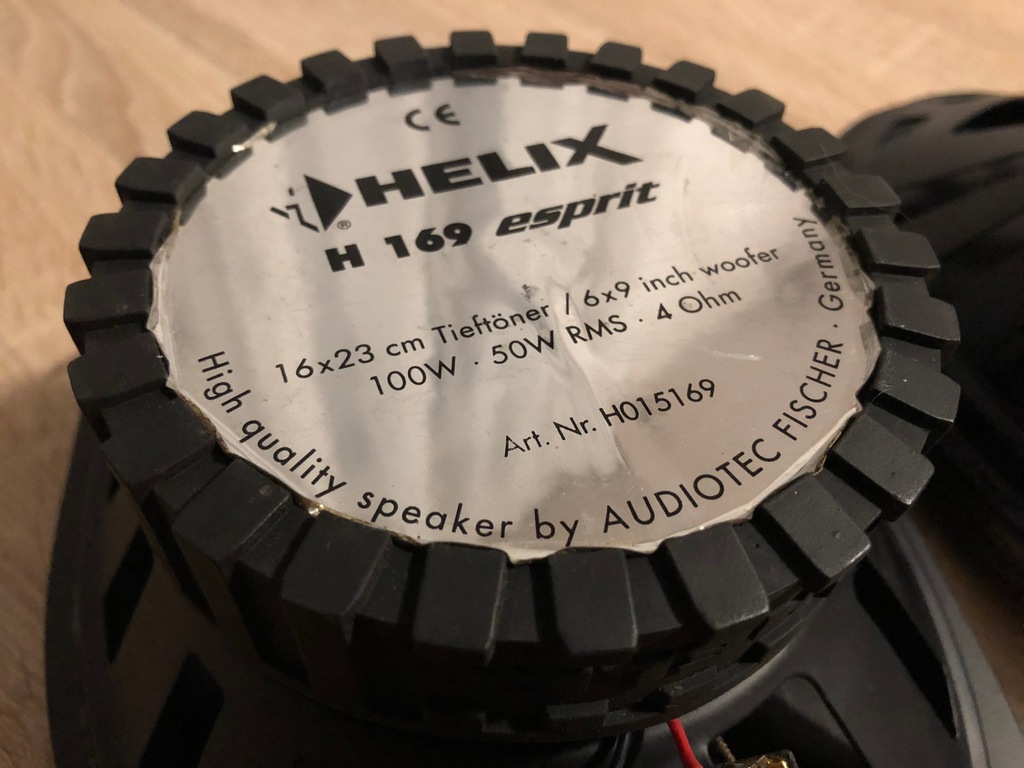 CE
HELIX
®
H 169 esprit
16x23 cm Tieftöner / 6x9 inch woofer
100W · 50W RMS · 4 Ohm
Art. Nr. H015169
High quality speaker by AUDIOTEC FISCHER · Germany